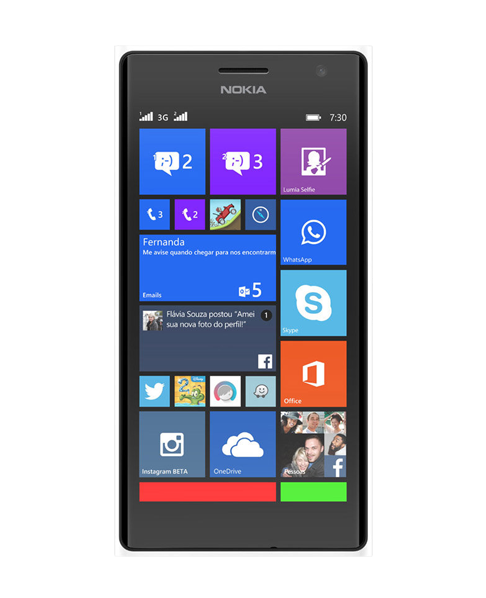 NOKIA
3G
7:30
2
3
Lumia Selfie
3
2
WhatsApp
Fernanda
Me avise quando chegar para nos encontrarm
Emails
5
Skype
Flávia Souza postou "Amei
sua nova foto do perfil!"
1
Office
2
Instagram BETA
OneDrive
Pessoas